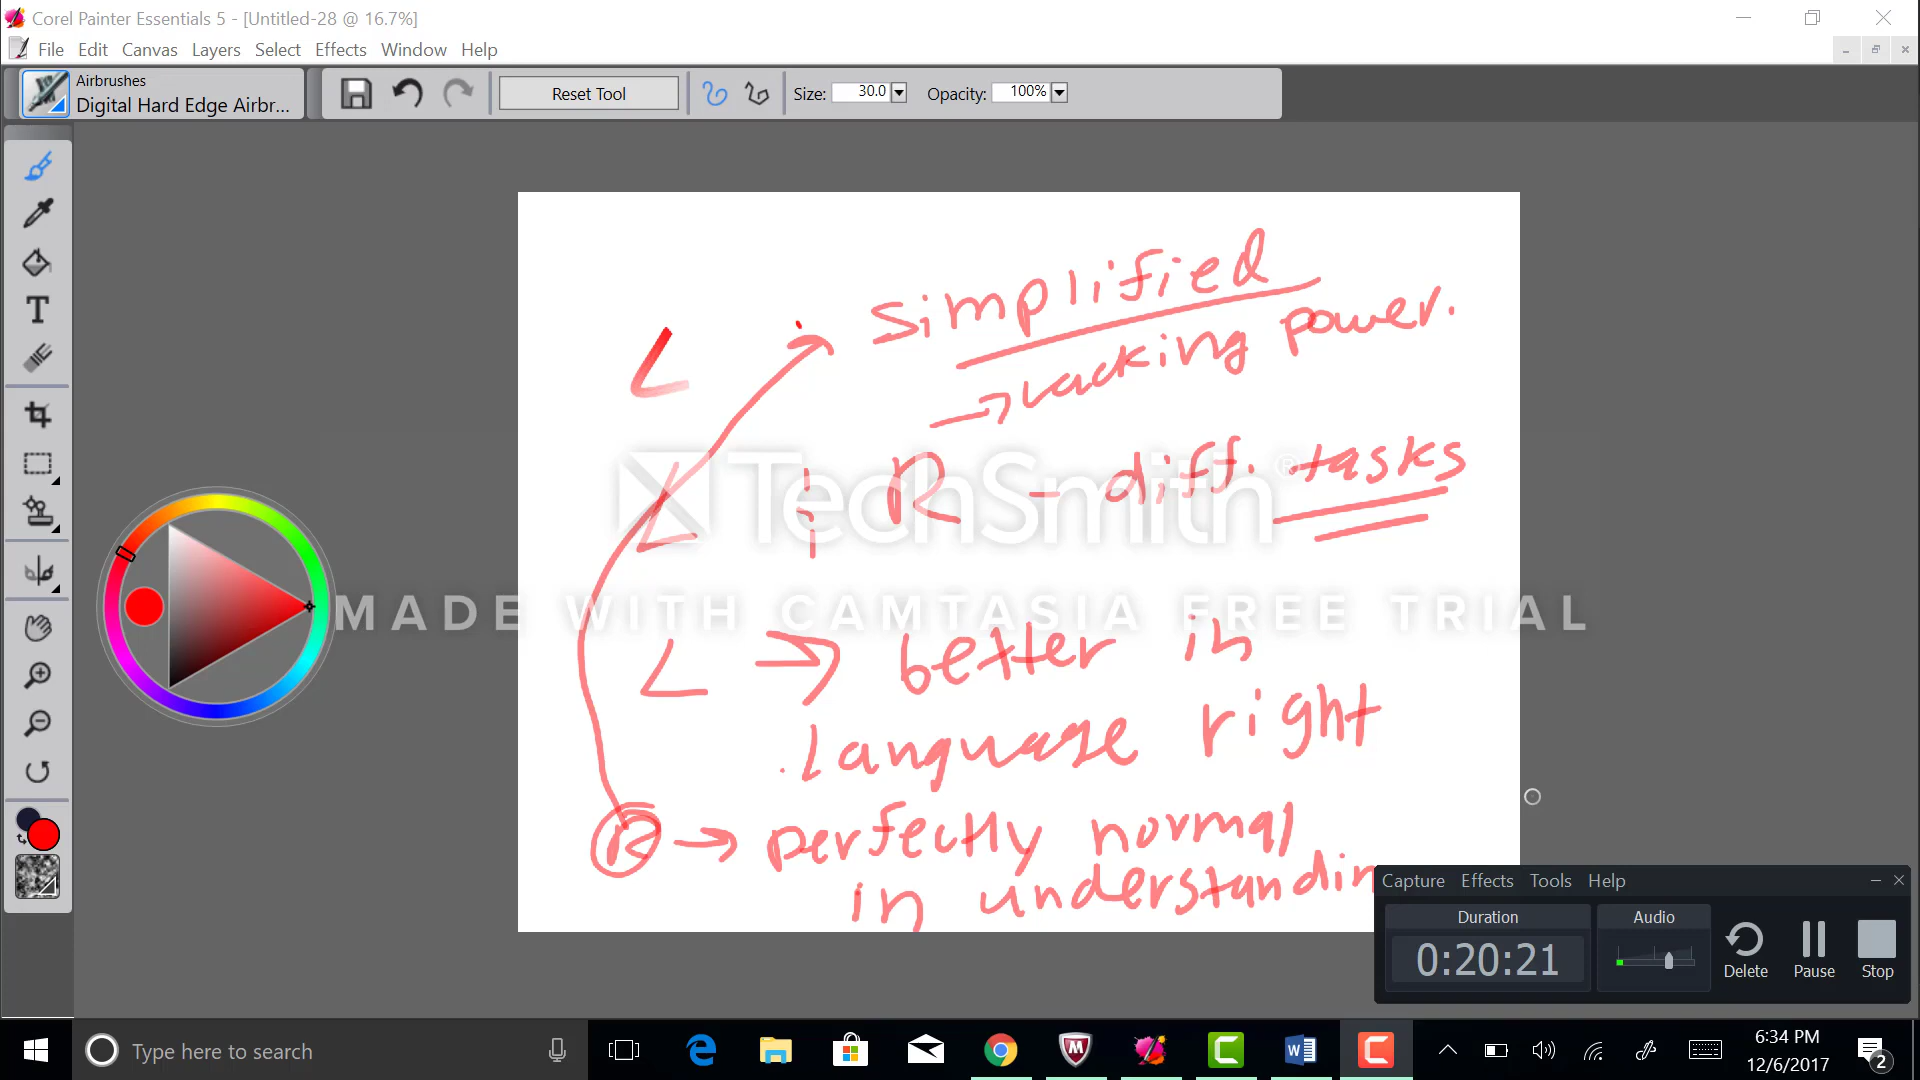 Corel Painter Essentials 5 - [Untitled-28 @ 16.7%]
File Edit Canvas Layers Select Effects Window Help
Airbrushes
Digital Hard Edge Airbr...
Reset Tool
Size: 30.0
Opacity: 100%
simplified
L
→ lacking power.
L ; R - diff. tasks
TechSmith®
MADE WITH CAMTASIA FREE TRIAL
L → better in
language right
R → perfectly normal
in understandin
Capture Effects Tools Help
Duration
Audio
0:20:21
Delete
Pause
Stop
Type here to search
6:34 PM
12/6/2017
2